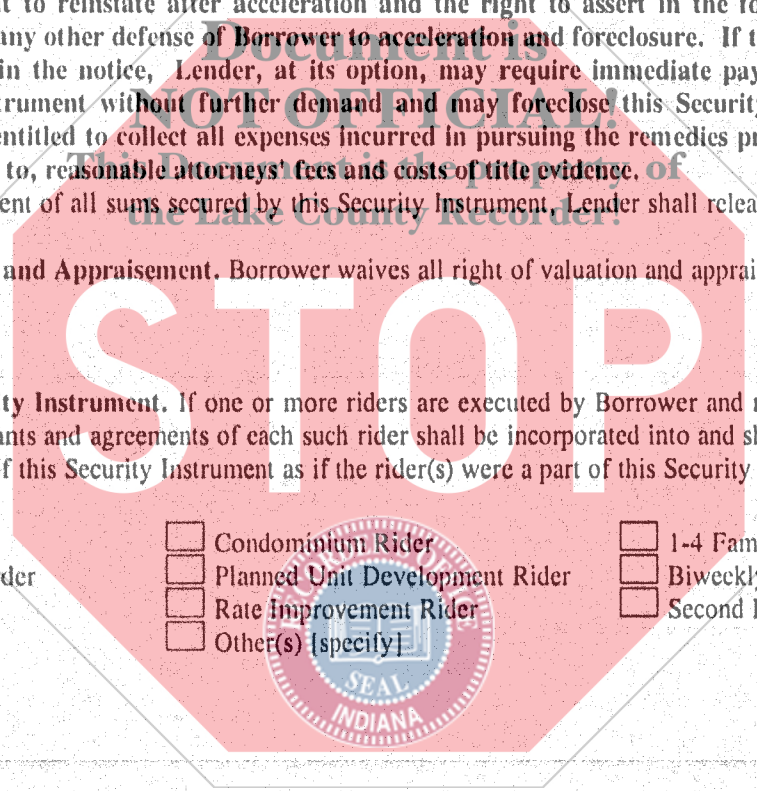 t to reinstate after acceleration and the right to assert in the fo
any other defense of Borrower to acceleration and foreclosure. If t
in the notice, Lender, at its option, may require immediate pay
trument without further demand and may foreclose this Security
entitled to collect all expenses incurred in pursuing the remedies pr
to, reasonable attorneys' fees and costs of title evidence.
ent of all sums secured by this Security Instrument, Lender shall relea
and Appraisement. Borrower waives all right of valuation and apprai
ty Instrument. If one or more riders are executed by Borrower and r
ants and agreements of each such rider shall be incorporated into and sh
f this Security Instrument as if the rider(s) were a part of this Security
Condominium Rider 1-4 Fam
der Planned Unit Development Rider Biweekly
Rate Improvement Rider Second
Other(s) [specify]
Document is
NOT OFFICIAL!
This Document is the property of
the Lake County Recorder!
STOP
RECORDER'S OFFICE
SEAL
INDIANA